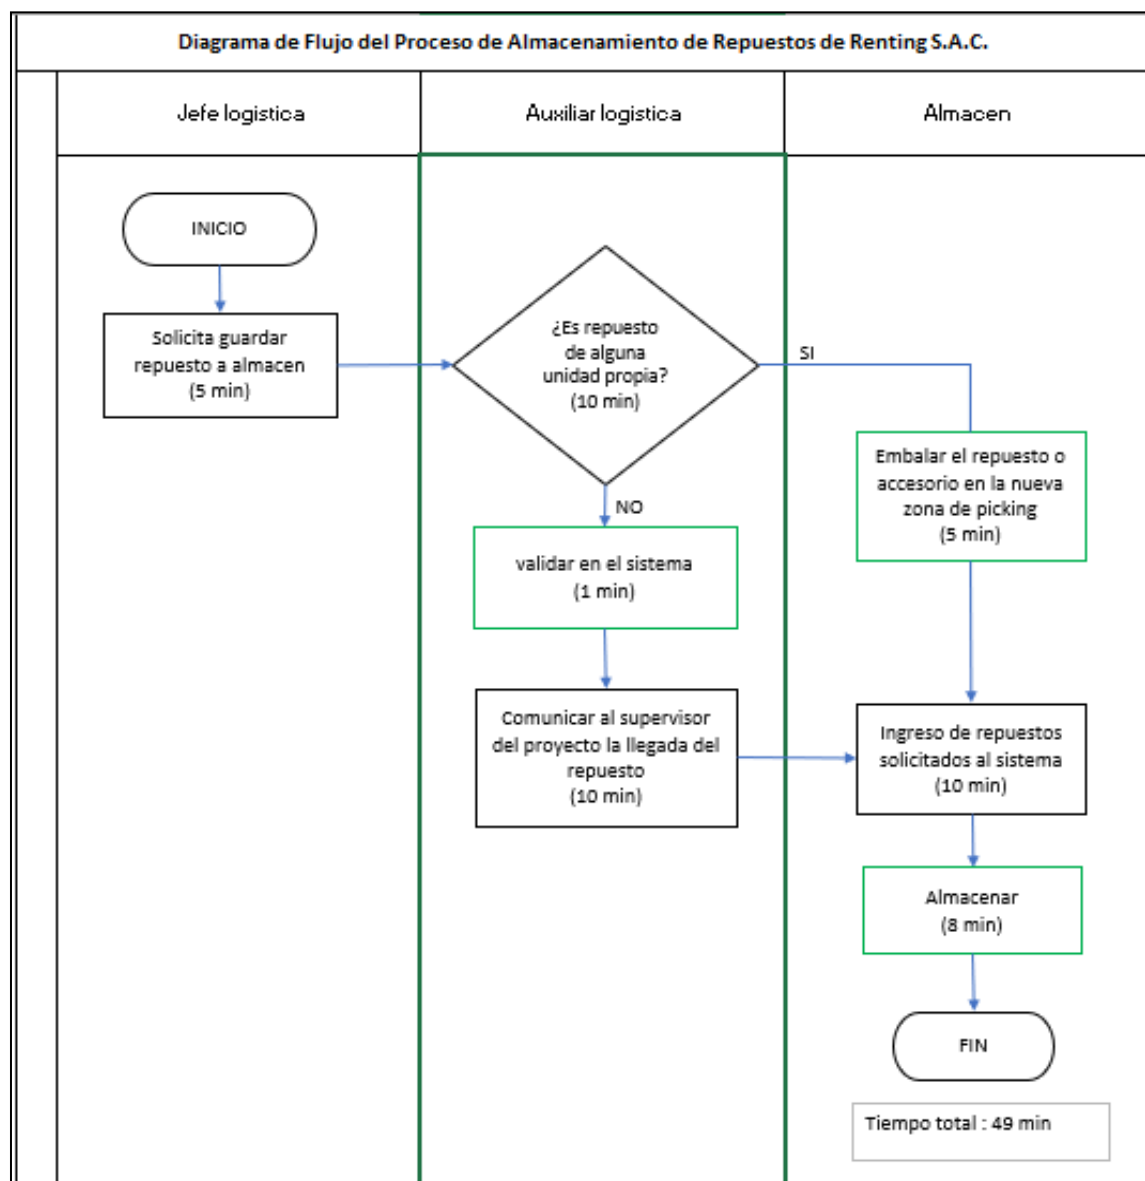 Diagrama de Flujo del Proceso de Almacenamiento de Repuestos de Renting S.A.C.
Jefe logistica
Auxiliar logistica
Almacen
INICIO
Solicita guardar
repuesto a almacen
(5 min)
¿Es repuesto
de alguna
unidad propia?
(10 min)
SI
NO
Embalar el repuesto o
accesorio en la nueva
zona de picking
(5 min)
validar en el sistema
(1 min)
Comunicar al supervisor
del proyecto la llegada del
repuesto
(10 min)
Ingreso de repuestos
solicitados al sistema
(10 min)
Almacenar
(8 min)
FIN
Tiempo total : 49 min